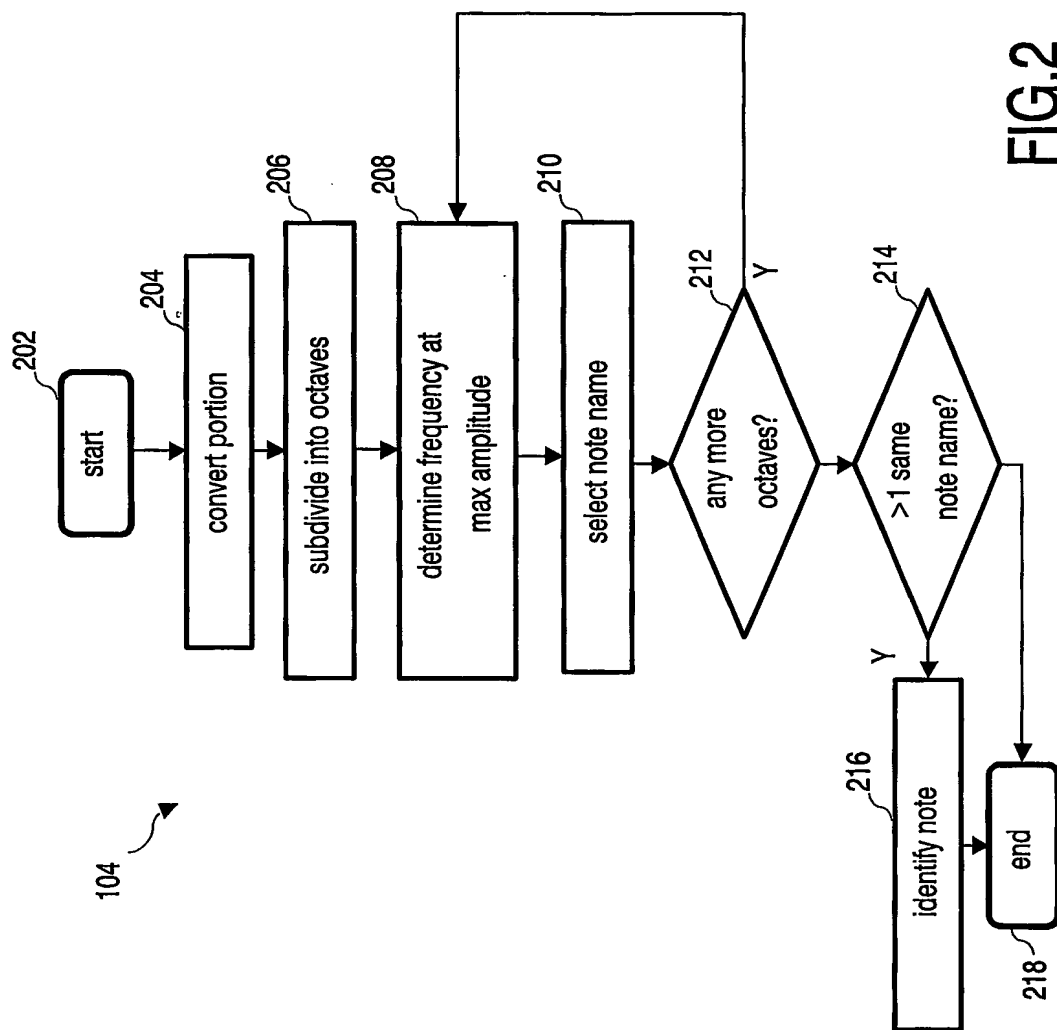 104
202
start
204
convert portion
206
subdivide into octaves
208
determine frequency at
max amplitude
210
select note name
212
any more
octaves?
Y
214
>1 same
note name?
Y
216
identify note
218
end
FIG.2